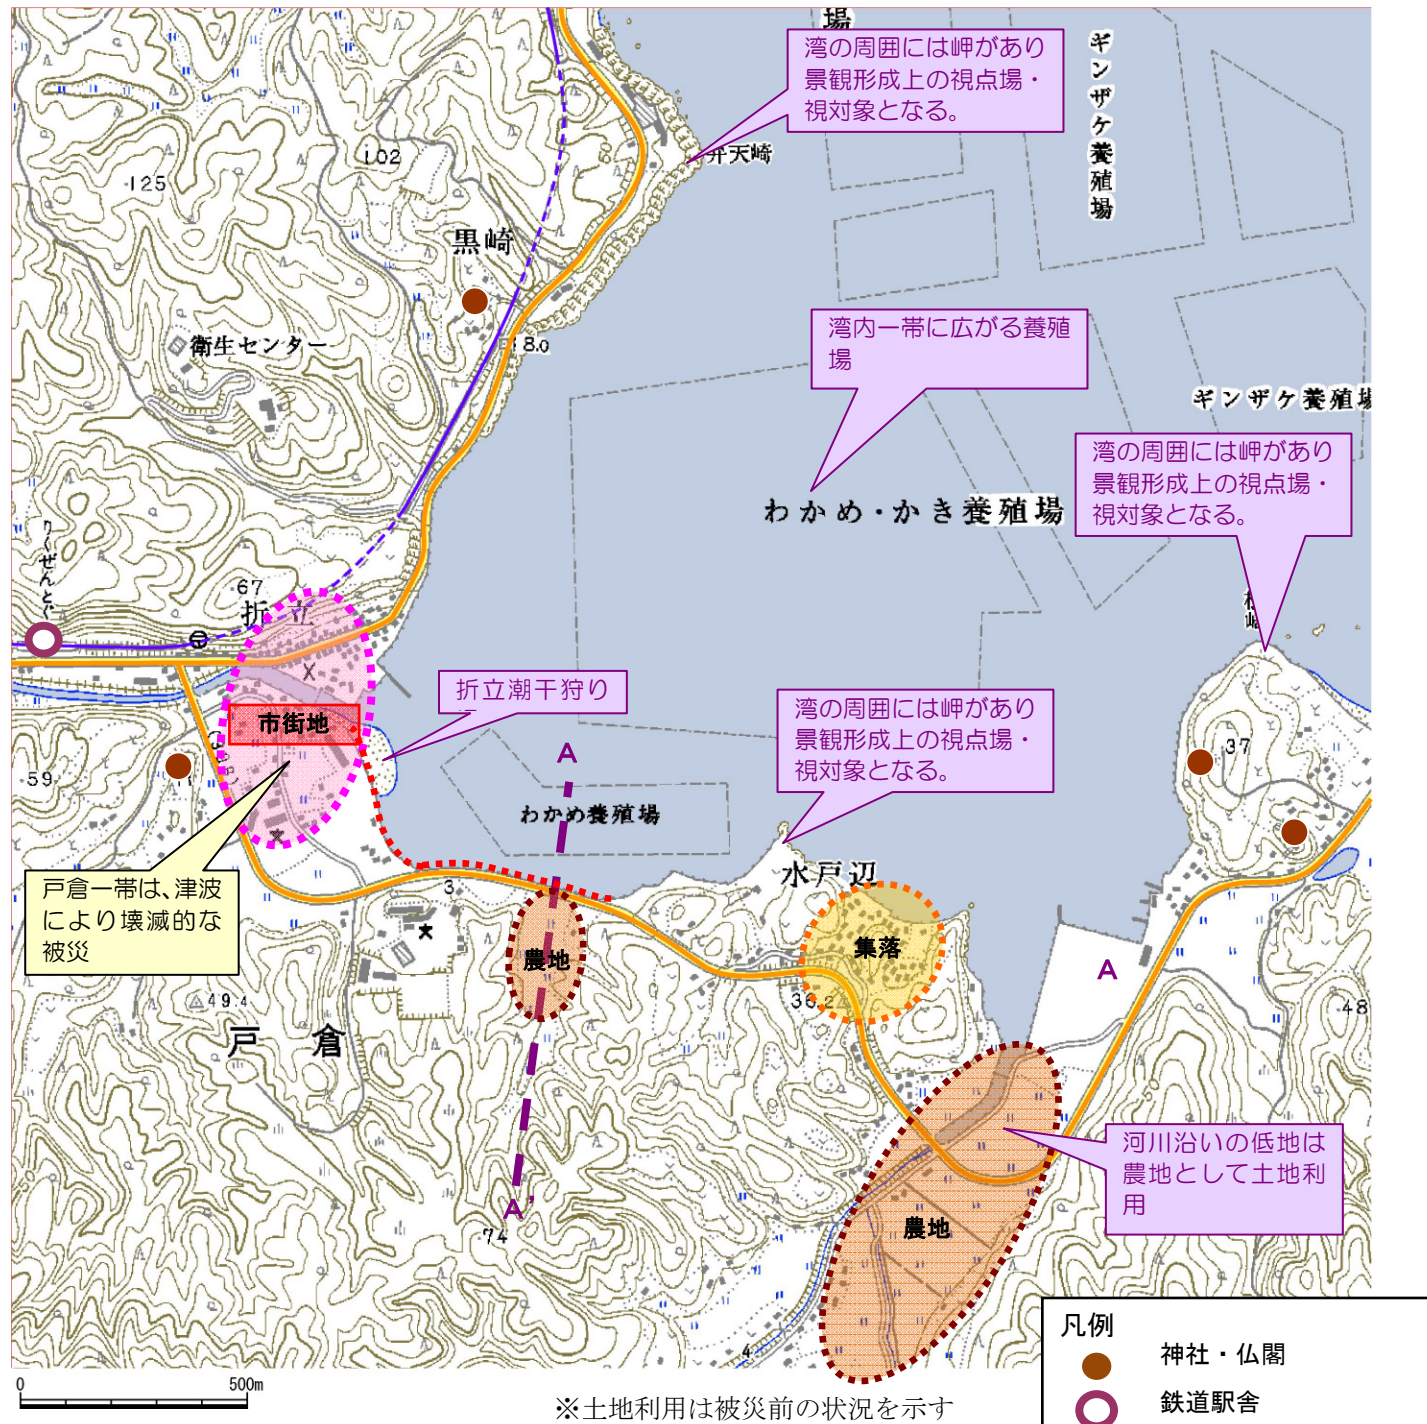 場
湾の周囲には岬があり
景観形成上の視点場・
視対象となる。
ギンザケ養殖場
弁天崎
102
125
黒崎
湾内一帯に広がる養殖
場
18.0
衛生センター
ギンザケ養殖場
湾の周囲には岬があり
景観形成上の視点場・
視対象となる。
わかめ・かき養殖場
りくぜんとぐ
67
折立
折立潮干狩り
湾の周囲には岬があり
景観形成上の視点場・
視対象となる。
市街地
37
A
59
わかめ養殖場
戸倉一帯は、津波
により壊滅的な
被災
3
水戸辺
集落
農地
A
49.4
36.2
48
戸倉
河川沿いの低地は
農地として土地利
用
A'
74
農地
4
凡例
神社・仏閣
鉄道駅舎
0 500m
※土地利用は被災前の状況を示す